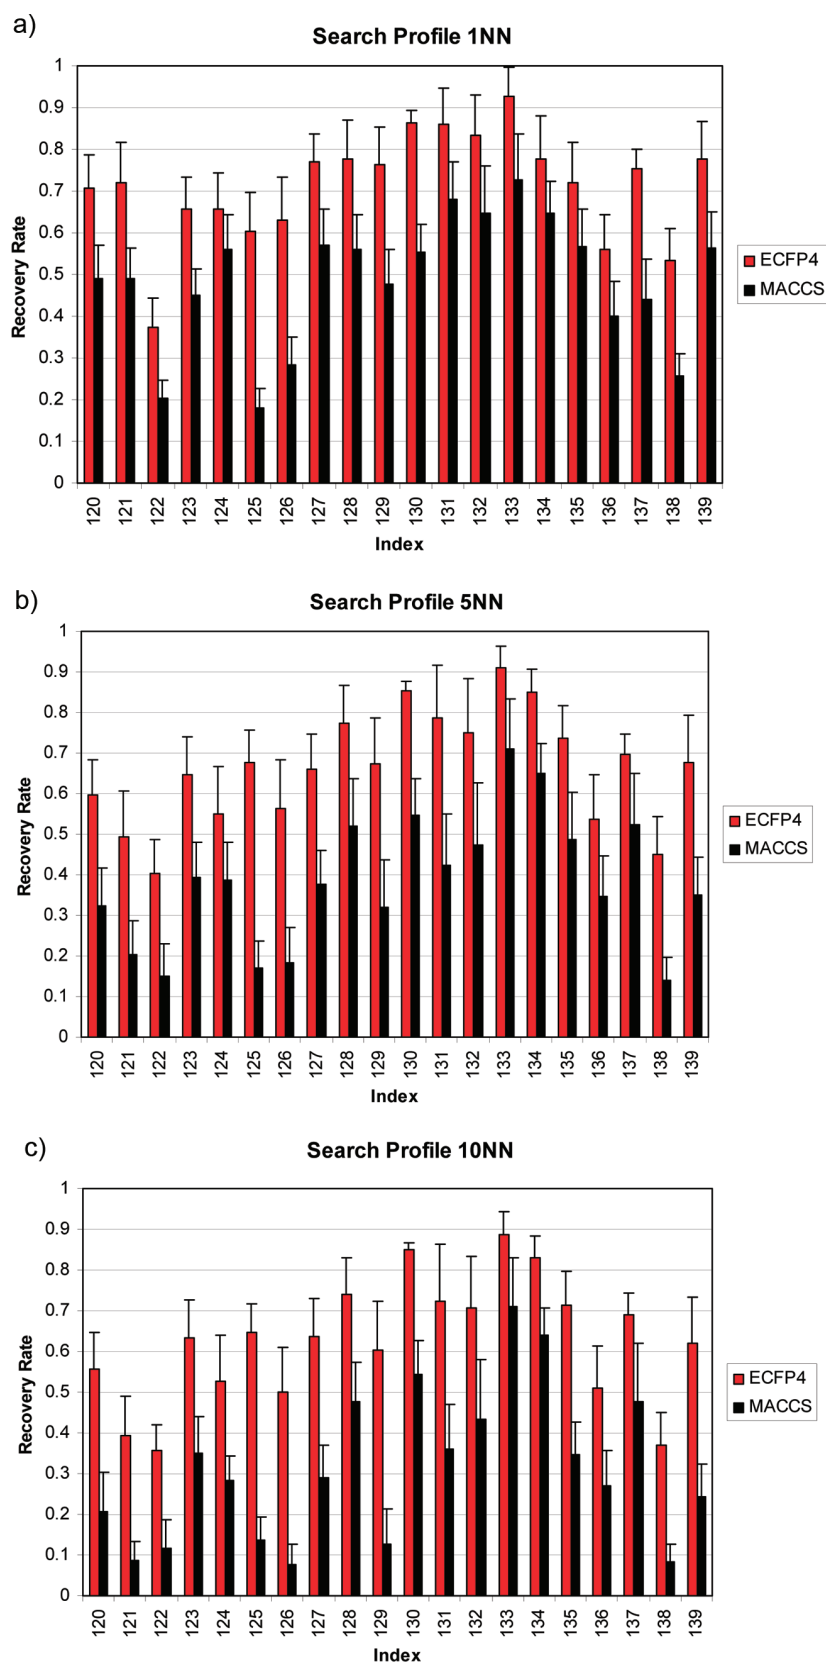 a)
Search Profile 1NN
1
0.9
0.8
0.7
0.6
0.5
0.4
0.3
0.2
0.1
0
Recovery Rate
120 121 122 123 124 125 126 127 128 129 130 131 132 133 134 135 136 137 138 139
Index
ECFP4
MACCS
b)
Search Profile 5NN
1
0.9
0.8
0.7
0.6
0.5
0.4
0.3
0.2
0.1
0
Recovery Rate
120 121 122 123 124 125 126 127 128 129 130 131 132 133 134 135 136 137 138 139
Index
ECFP4
MACCS
c)
Search Profile 10NN
1
0.9
0.8
0.7
0.6
0.5
0.4
0.3
0.2
0.1
0
Recovery Rate
120 121 122 123 124 125 126 127 128 129 130 131 132 133 134 135 136 137 138 139
Index
ECFP4
MACCS